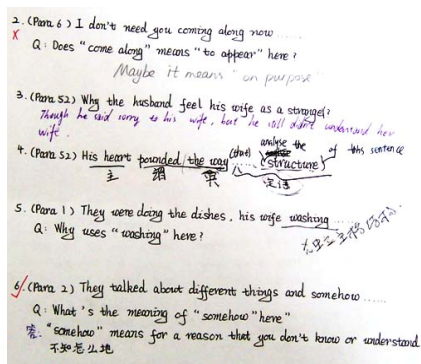 2. (Para 6) I don't need you coming along now ......
Q: Does "come along" means "to appear" here?
Maybe it means "on purpose"
3. (Para 52) Why the husband feel his wife as a stranger?
Though he said sorry to his wife, but he still didn't understand her
wife.
4. (Para 52) His heart pounded the way (that) analyse the (structure) of this sentence
主 谓
5. (Para 1) They were doing the dishes, his wife washing ......
Q: Why uses "washing" here?
6. (Para 2) They talked about different things and somehow ......
Q: What's the meaning of "somehow" here"
答: "somehow" means for a reason that you don't know or understand
不知怎么地